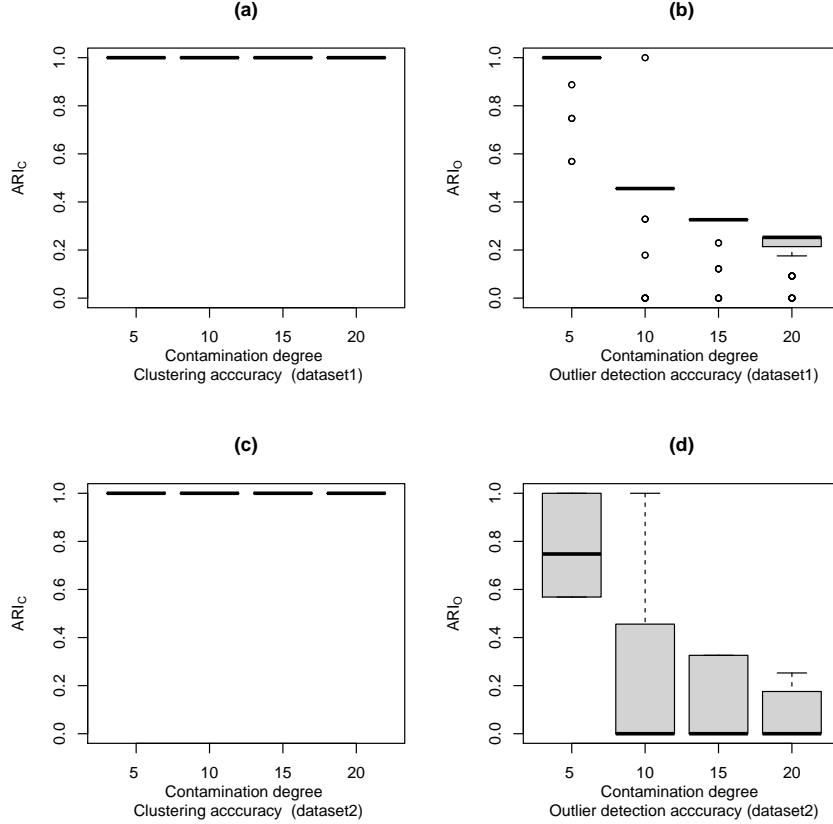 (a)
1.0
0.8
0.6
0.4
0.2
0.0
ARI_C
5 10 15 20
Contamination degree
Clustering acccuracy (dataset1)
(b)
1.0
0.8
0.6
0.4
0.2
0.0
ARI_O
5 10 15 20
Contamination degree
Outlier detection acccuracy (dataset1)
(c)
1.0
0.8
0.6
0.4
0.2
0.0
ARI_C
5 10 15 20
Contamination degree
Clustering acccuracy (dataset2)
(d)
1.0
0.8
0.6
0.4
0.2
0.0
ARI_O
5 10 15 20
Contamination degree
Outlier detection acccuracy (dataset2)